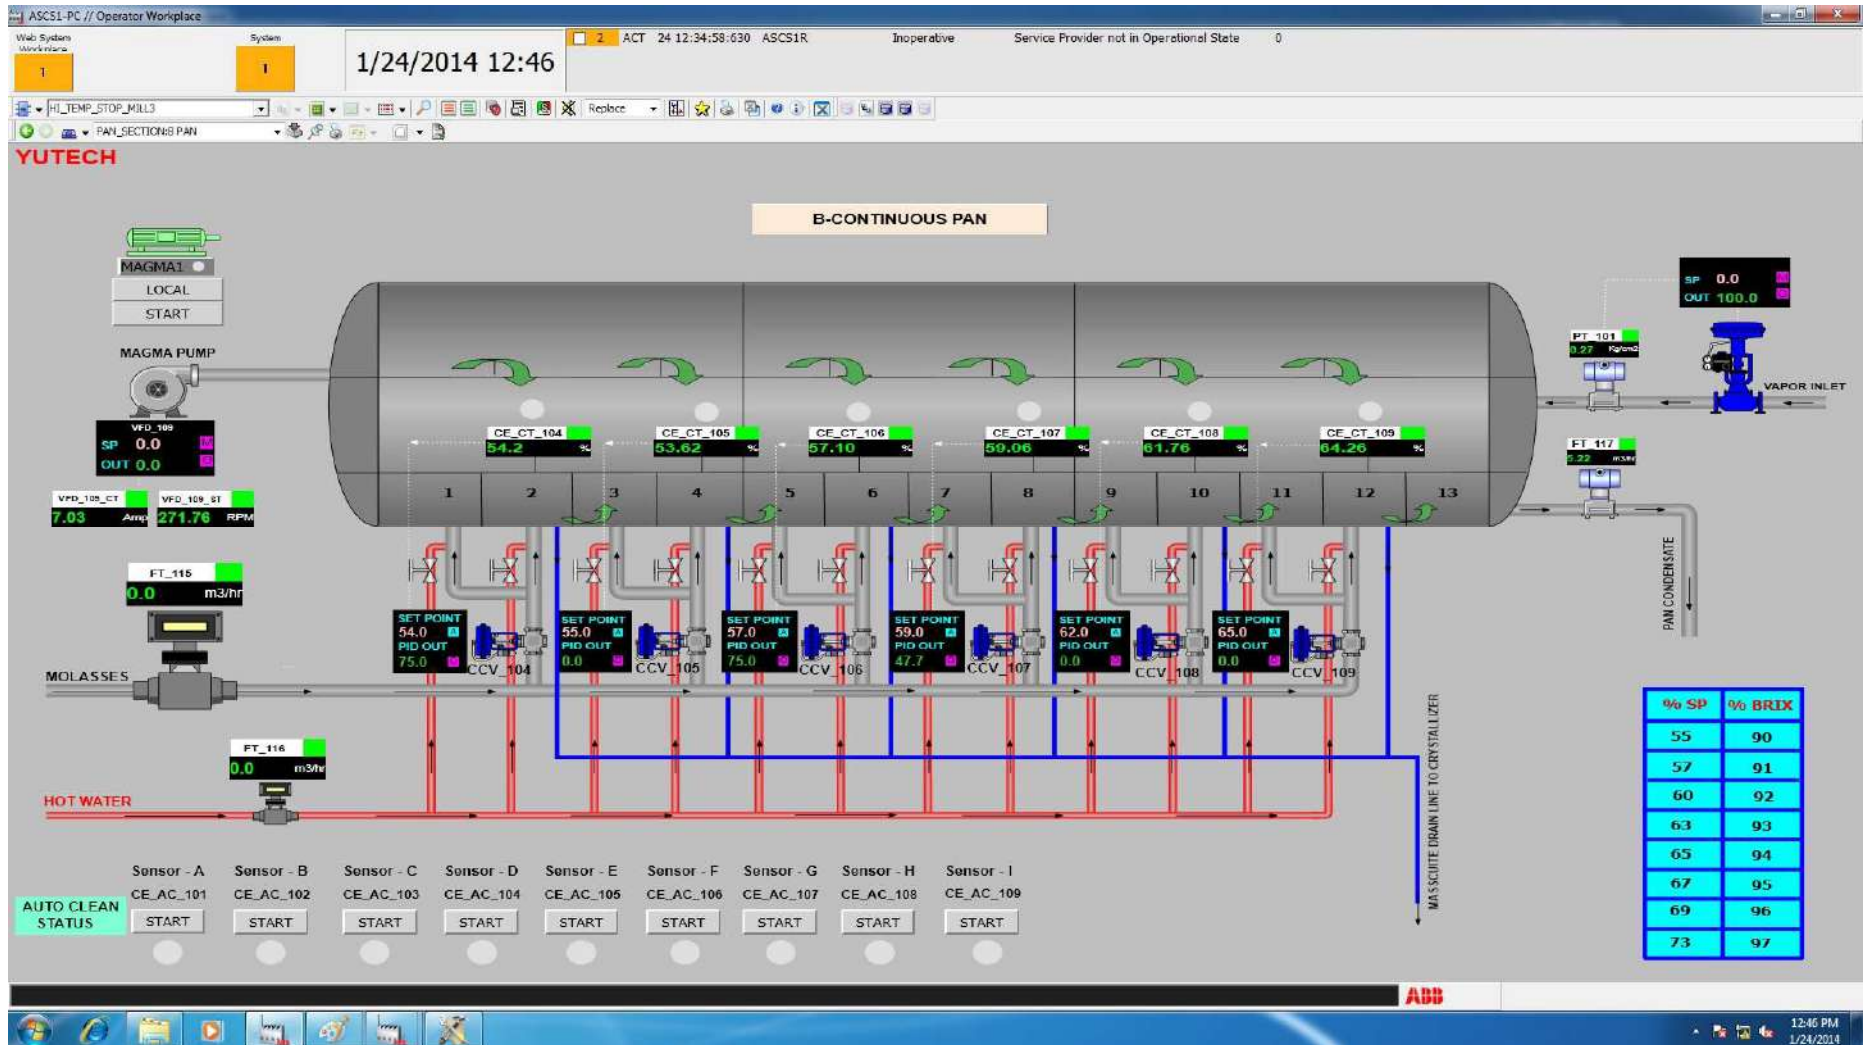 ASCS1-PC // Operator Workplace
Web System
Workplace
1
System
1
1/24/2014 12:46
2 ACT 24 12:34:58:630 ASCS1R Inoperative Service Provider not in Operational State 0
HI_TEMP_STOP_MILL3
Replace
PAN_SECTION:B PAN
YUTECH
B-CONTINUOUS PAN
MAGMA1
LOCAL
START
MAGMA PUMP
VFD_109
SP 0.0 M
OUT 0.0
VFD_109_CT
7.03 Amp
VFD_109_ST
271.76 RPM
SP 0.0 M
OUT 100.0
PT_101
0.27 Kg/cm2
VAPOR INLET
FT_117
5.22 m3/hr
PAN CONDENSATE
CE_CT_104
54.2 %
CE_CT_105
53.62 %
CE_CT_106
57.10 %
CE_CT_107
59.06 %
CE_CT_108
61.76 %
CE_CT_109
64.26 %
1 2 3 4 5 6 7 8 9 10 11 12 13
FT_115
0.0 m3/hr
SET POINT
54.0 A
PID OUT
75.0
CCV_104
SET POINT
55.0 A
PID OUT
0.0
CCV_105
SET POINT
57.0 A
PID OUT
75.0
CCV_106
SET POINT
59.0 A
PID OUT
47.7
CCV_107
SET POINT
62.0 A
PID OUT
0.0
CCV_108
SET POINT
65.0 A
PID OUT
0.0
CCV_109
MOLASSES
FT_116
0.0 m3/hr
HOT WATER
MASSCUITE DRAIN LINE TO CRYSTALLIZER
% SP % BRIX
55 90
57 91
60 92
63 93
65 94
67 95
69 96
73 97
Sensor - A Sensor - B Sensor - C Sensor - D Sensor - E Sensor - F Sensor - G Sensor - H Sensor - I
CE_AC_101 CE_AC_102 CE_AC_103 CE_AC_104 CE_AC_105 CE_AC_106 CE_AC_107 CE_AC_108 CE_AC_109
AUTO CLEAN
STATUS
START START START START START START START START START
ABB
12:46 PM
1/24/2014